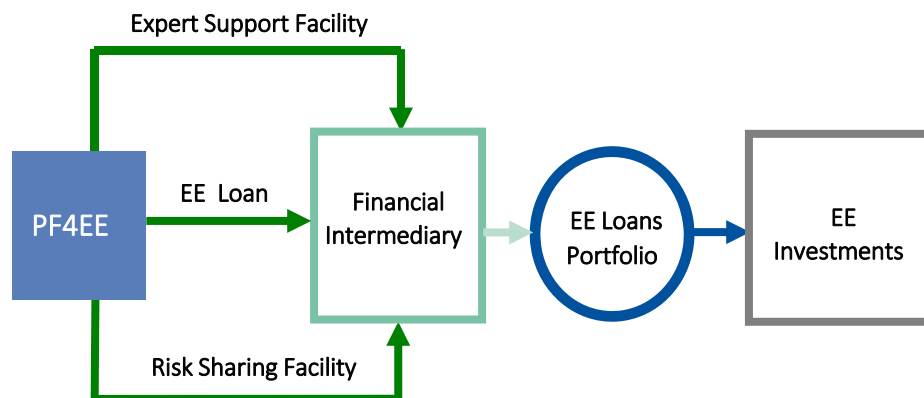 Expert Support Facility
PF4EE
EE Loan
Financial
Intermediary
EE Loans
Portfolio
EE
Investments
Risk Sharing Facility